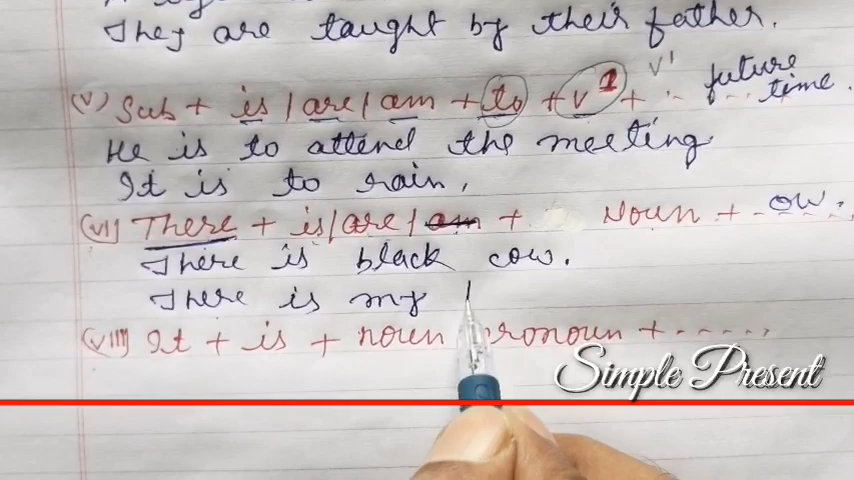 They are taught by their father.
V' future
(v) Sub + is / are / am + to + v1 + .. .... time.
He is to attend the meeting
It is to rain,
(vi) There + is/are/ am + Noun + .. ow.
There is black cow.
There is my
(viii) It + is + noun pronoun + ......
Simple Present